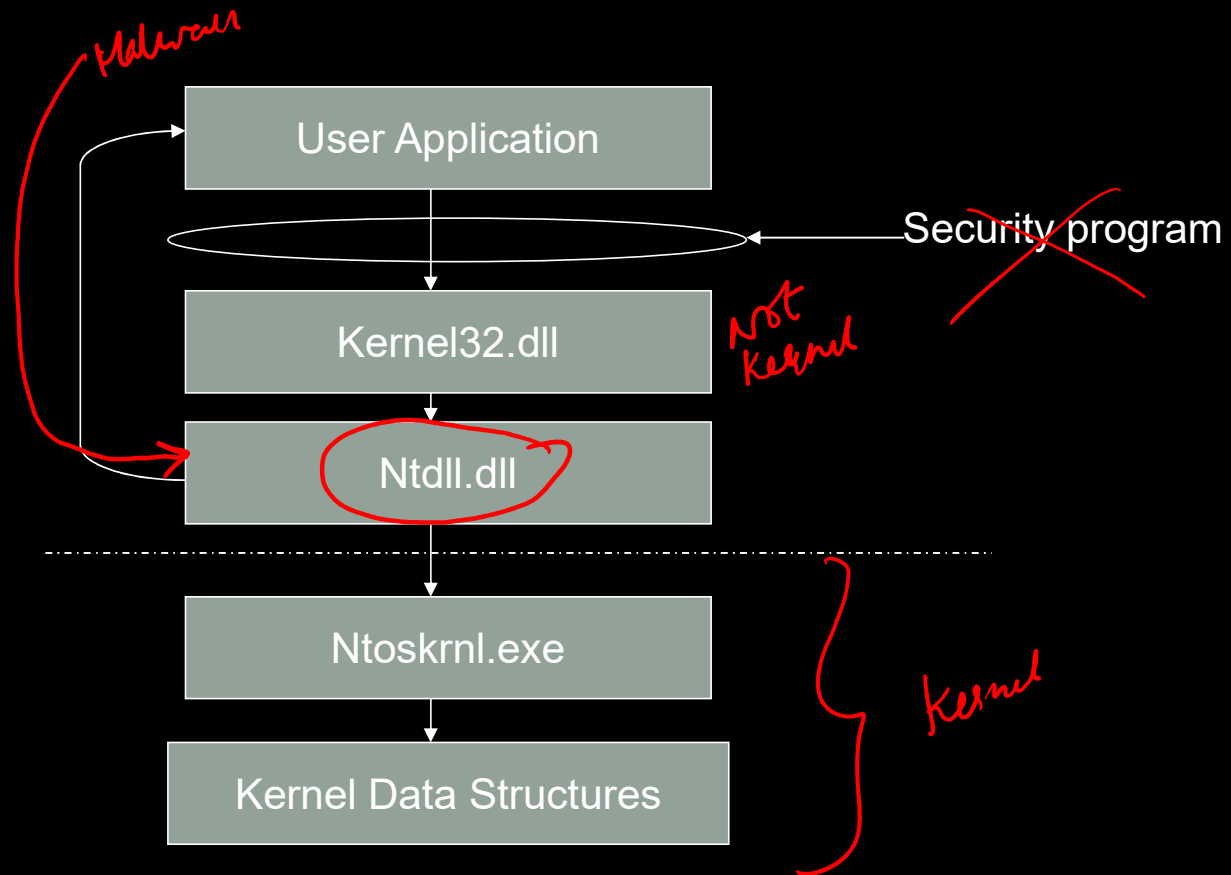 Malware
User Application
Security program
Kernel32.dll
Not
Kernel
Ntdll.dll
Ntoskrnl.exe
Kernel
Kernel Data Structures